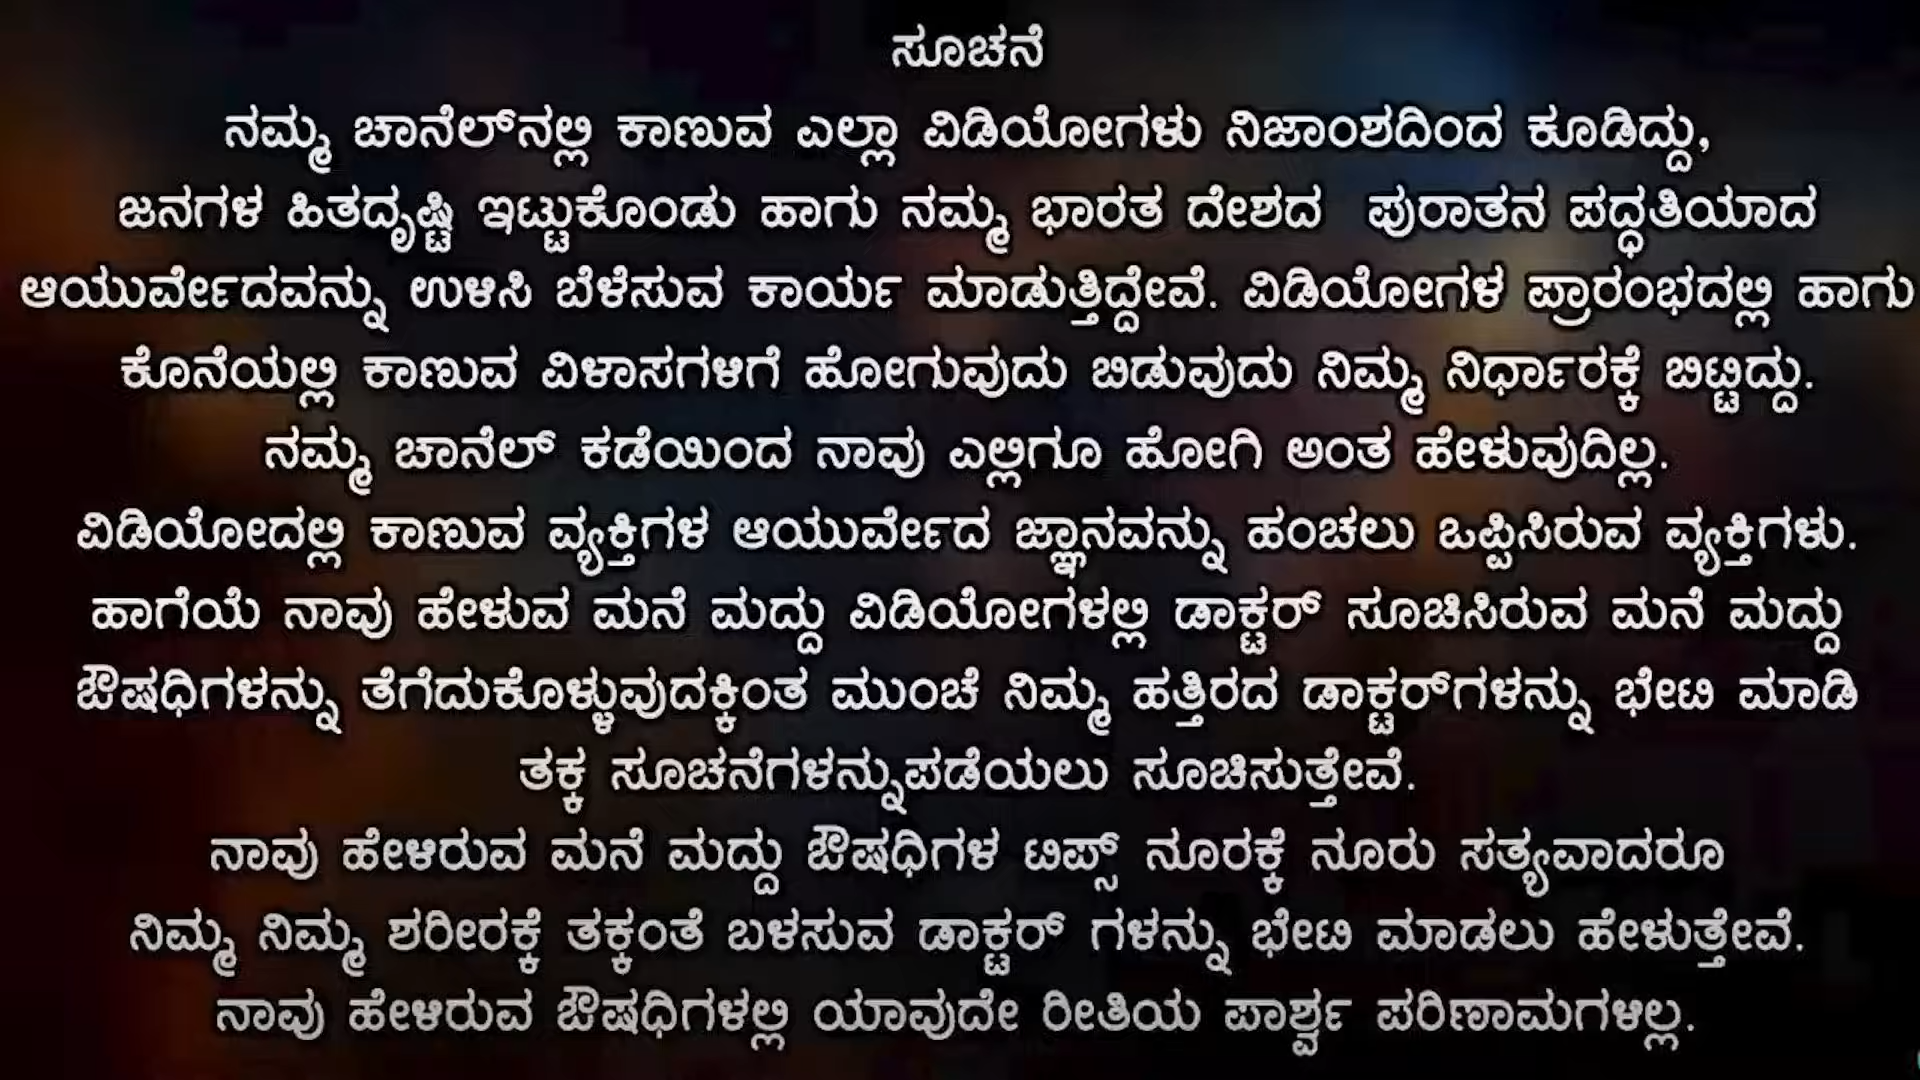 ಸೂಚನೆ
ನಮ್ಮ ಚಾನೆಲ್‌ನಲ್ಲಿ ಕಾಣುವ ಎಲ್ಲಾ ವಿಡಿಯೋಗಳು ನಿಜಾಂಶದಿಂದ ಕೂಡಿದ್ದು,
ಜನಗಳ ಹಿತದೃಷ್ಟಿ ಇಟ್ಟುಕೊಂಡು ಹಾಗು ನಮ್ಮ ಭಾರತ ದೇಶದ ಪುರಾತನ ಪದ್ಧತಿಯಾದ
ಆಯುರ್ವೇದವನ್ನು ಉಳಿಸಿ ಬೆಳೆಸುವ ಕಾರ್ಯ ಮಾಡುತ್ತಿದ್ದೇವೆ. ವಿಡಿಯೋಗಳ ಪ್ರಾರಂಭದಲ್ಲಿ ಹಾಗು
ಕೊನೆಯಲ್ಲಿ ಕಾಣುವ ವಿಳಾಸಗಳಿಗೆ ಹೋಗುವುದು ಬಿಡುವುದು ನಿಮ್ಮ ನಿರ್ಧಾರಕ್ಕೆ ಬಿಟ್ಟಿದ್ದು.
ನಮ್ಮ ಚಾನೆಲ್ ಕಡೆಯಿಂದ ನಾವು ಎಲ್ಲಿಗೂ ಹೋಗಿ ಅಂತ ಹೇಳುವುದಿಲ್ಲ.
ವಿಡಿಯೋದಲ್ಲಿ ಕಾಣುವ ವ್ಯಕ್ತಿಗಳ ಆಯುರ್ವೇದ ಜ್ಞಾನವನ್ನು ಹಂಚಲು ಒಪ್ಪಿಸಿರುವ ವ್ಯಕ್ತಿಗಳು.
ಹಾಗೆಯೆ ನಾವು ಹೇಳುವ ಮನೆ ಮದ್ದು ವಿಡಿಯೋಗಳಲ್ಲಿ ಡಾಕ್ಟರ್ ಸೂಚಿಸಿರುವ ಮನೆ ಮದ್ದು
ಔಷಧಿಗಳನ್ನು ತೆಗೆದುಕೊಳ್ಳುವುದಕ್ಕಿಂತ ಮುಂಚೆ ನಿಮ್ಮ ಹತ್ತಿರದ ಡಾಕ್ಟರ್‌ಗಳನ್ನು ಭೇಟಿ ಮಾಡಿ
ತಕ್ಕ ಸೂಚನೆಗಳನ್ನುಪಡೆಯಲು ಸೂಚಿಸುತ್ತೇವೆ.
ನಾವು ಹೇಳಿರುವ ಮನೆ ಮದ್ದು ಔಷಧಿಗಳ ಟಿಪ್ಸ್ ನೂರಕ್ಕೆ ನೂರು ಸತ್ಯವಾದರೂ
ನಿಮ್ಮ ನಿಮ್ಮ ಶರೀರಕ್ಕೆ ತಕ್ಕಂತೆ ಬಳಸುವ ಡಾಕ್ಟರ್ ಗಳನ್ನು ಭೇಟಿ ಮಾಡಲು ಹೇಳುತ್ತೇವೆ.
ನಾವು ಹೇಳಿರುವ ಔಷಧಿಗಳಲ್ಲಿ ಯಾವುದೇ ರೀತಿಯ ಪಾರ್ಶ್ವ ಪರಿಣಾಮಗಳಿಲ್ಲ.